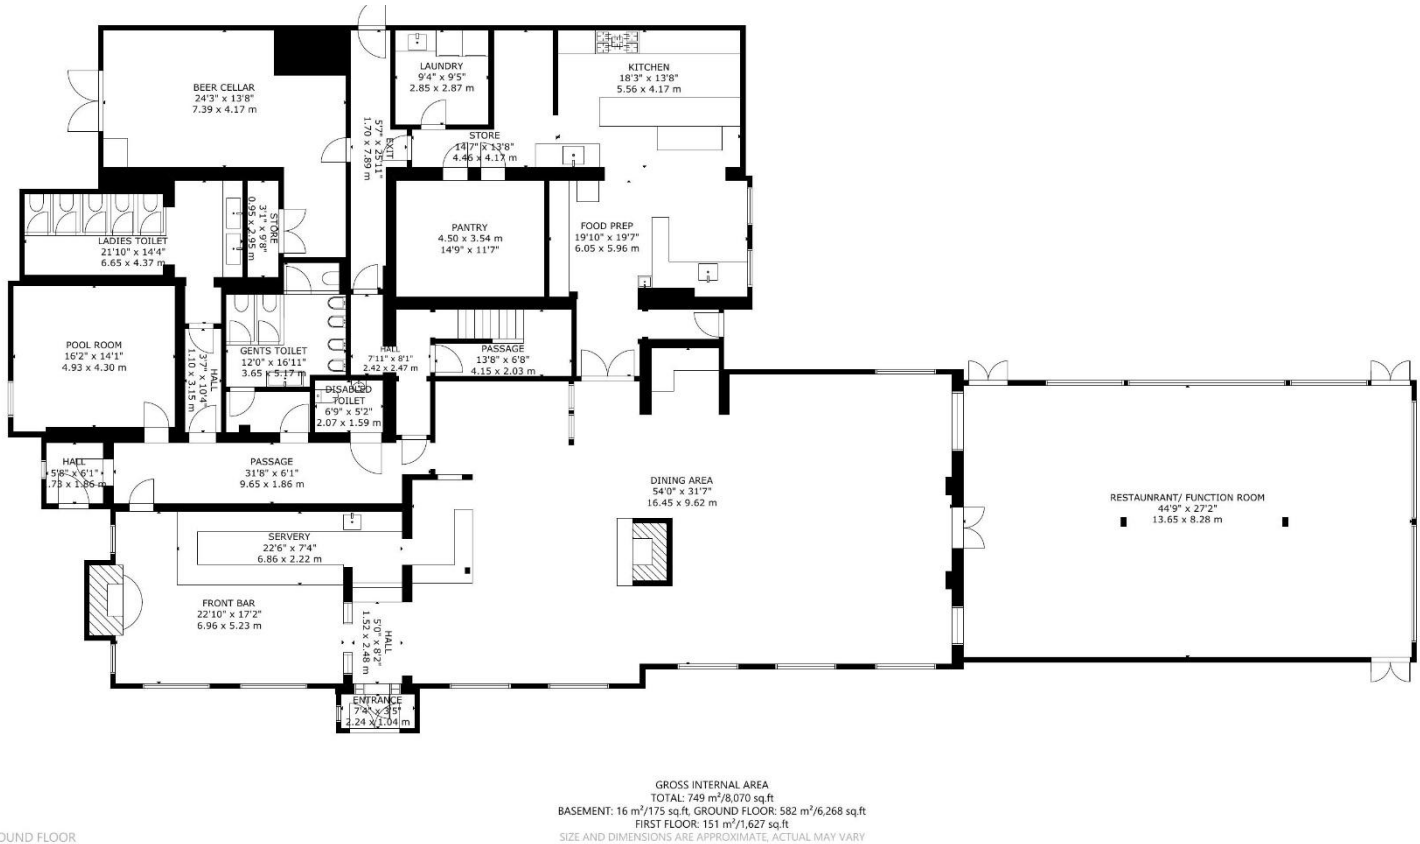 BEER CELLAR
24'3" x 13'8"
7.39 x 4.17 m
LAUNDRY
9'4" x 9'5"
2.85 x 2.87 m
KITCHEN
18'3" x 13'8"
5.56 x 4.17 m
EXIT
5'7" x 25'11"
1.70 x 7.89 m
STORE
14'7" x 13'8"
4.46 x 4.17 m
LADIES TOILET
21'10" x 14'4"
6.65 x 4.37 m
STORE
3'1" x 9'8"
0.95 x 2.95 m
PANTRY
4.50 x 3.54 m
14'9" x 11'7"
FOOD PREP
19'10" x 19'7"
6.05 x 5.96 m
POOL ROOM
16'2" x 14'1"
4.93 x 4.30 m
HALL
3'7" x 10'4"
1.10 x 3.15 m
GENTS TOILET
12'0" x 16'11"
3.65 x 5.17 m
HALL
7'11" x 8'1"
2.42 x 2.47 m
PASSAGE
13'8" x 6'8"
4.15 x 2.03 m
DISABLED
TOILET
6'9" x 5'2"
2.07 x 1.59 m
HALL
5'8" x 6'1"
.73 x 1.86 m
PASSAGE
31'8" x 6'1"
9.65 x 1.86 m
DINING AREA
54'0" x 31'7"
16.45 x 9.62 m
RESTAUNRANT/ FUNCTION ROOM
44'9" x 27'2"
13.65 x 8.28 m
SERVERY
22'6" x 7'4"
6.86 x 2.22 m
FRONT BAR
22'10" x 17'2"
6.96 x 5.23 m
HALL
5'0" x 8'2"
1.52 x 2.48 m
ENTRANCE
7'4" x 3'5"
2.24 x 1.04 m
GROSS INTERNAL AREA
TOTAL: 749 m²/8,070 sq.ft
BASEMENT: 16 m²/175 sq.ft, GROUND FLOOR: 582 m²/6,268 sq.ft
FIRST FLOOR: 151 m²/1,627 sq.ft
SIZE AND DIMENSIONS ARE APPROXIMATE, ACTUAL MAY VARY
OUND FLOOR